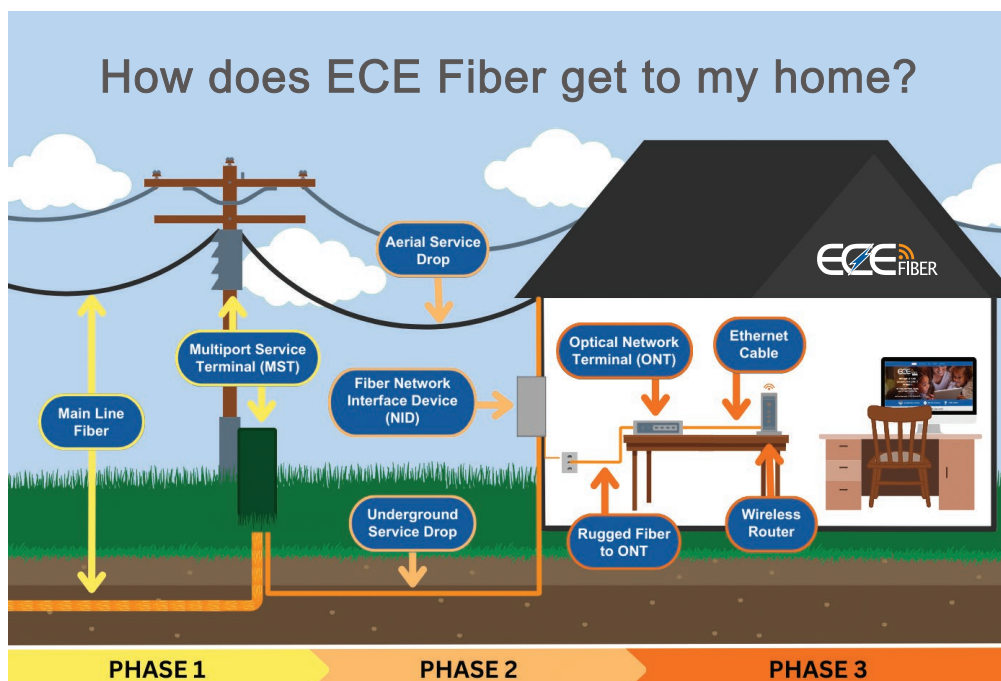 How does ECE Fiber get to my home?
Aerial Service
Drop
ECE
FIBER
Multiport Service
Terminal (MST)
Optical Network
Terminal (ONT)
Ethernet
Cable
Main Line
Fiber
Fiber Network
Interface Device
(NID)
Underground
Service Drop
Rugged Fiber
to ONT
Wireless
Router
PHASE 1
PHASE 2
PHASE 3